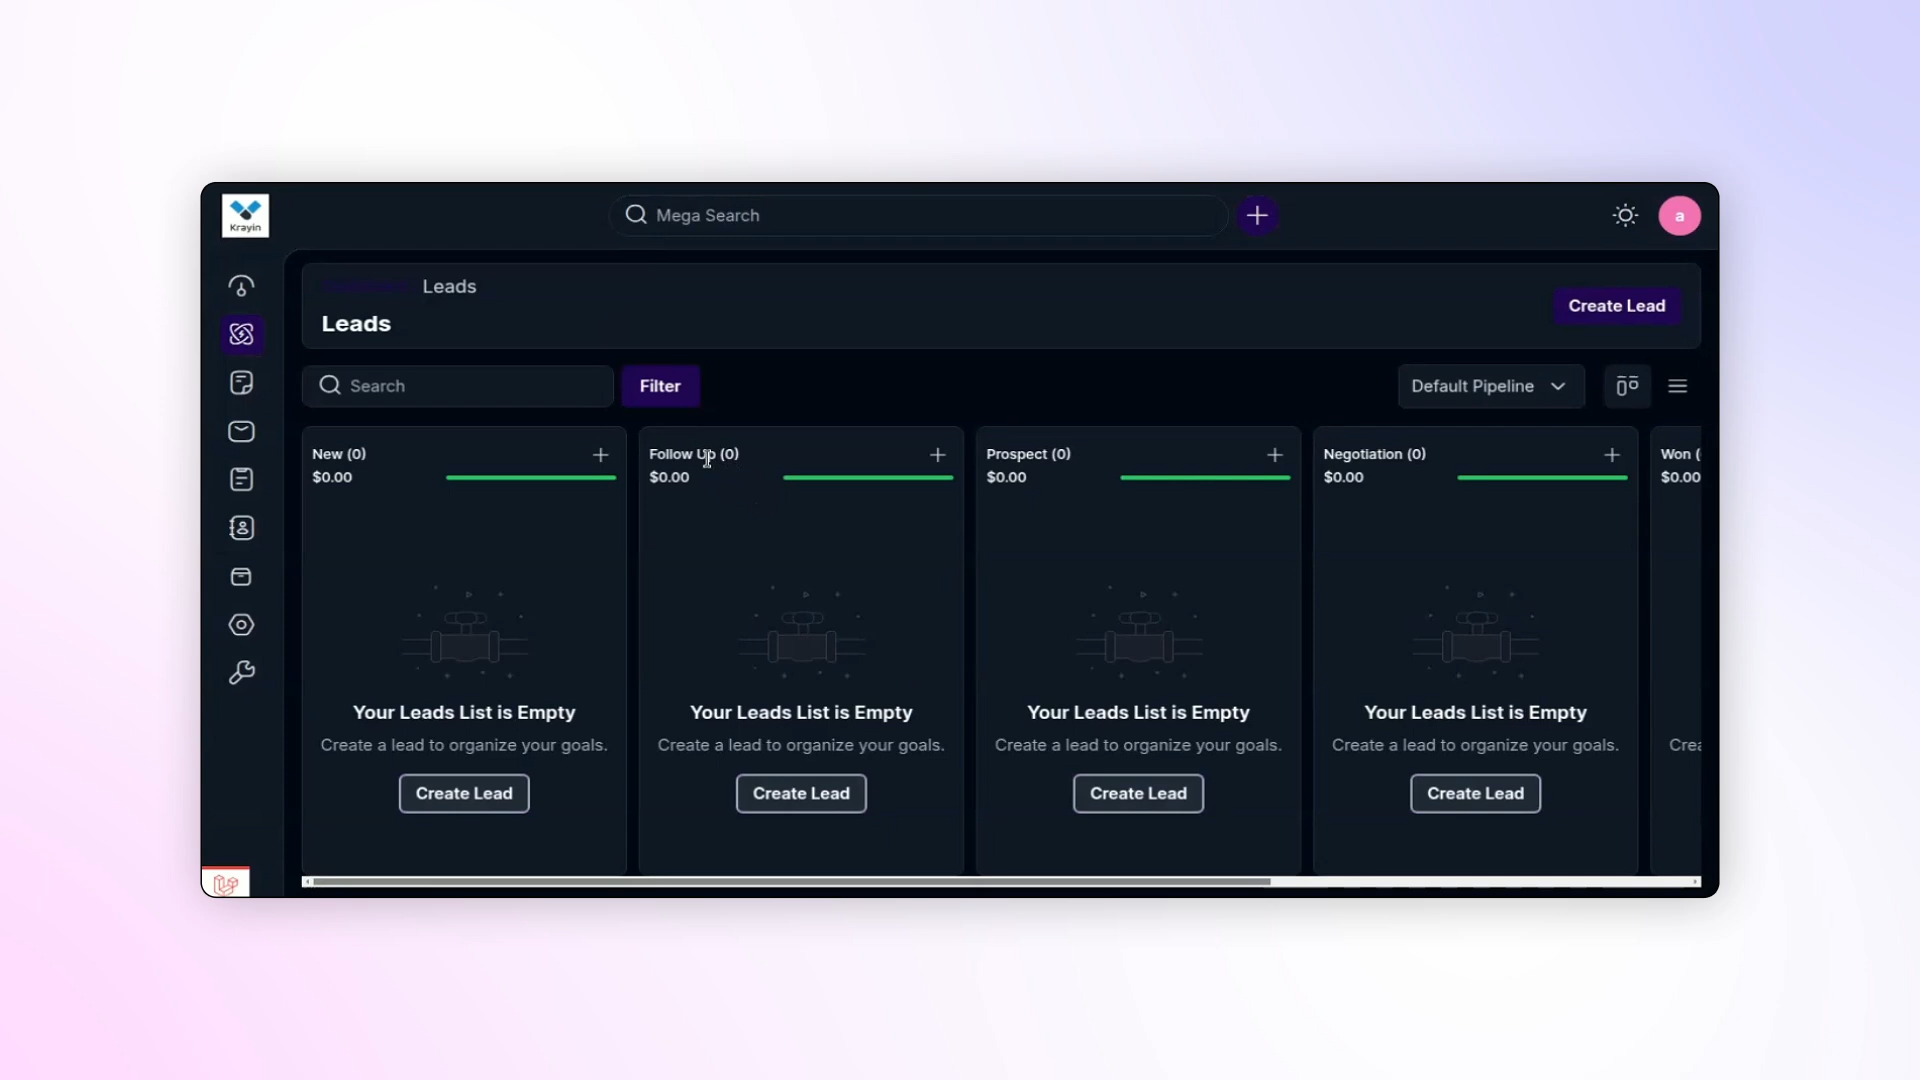 Krayin
Mega Search
a
Leads
Leads
Create Lead
Search
Filter
Default Pipeline
New (0)
$0.00
Follow Up (0)
$0.00
Prospect (0)
$0.00
Negotiation (0)
$0.00
Won (
$0.00
Your Leads List is Empty
Create a lead to organize your goals.
Create Lead
Your Leads List is Empty
Create a lead to organize your goals.
Create Lead
Your Leads List is Empty
Create a lead to organize your goals.
Create Lead
Your Leads List is Empty
Create a lead to organize your goals.
Create Lead
Crea